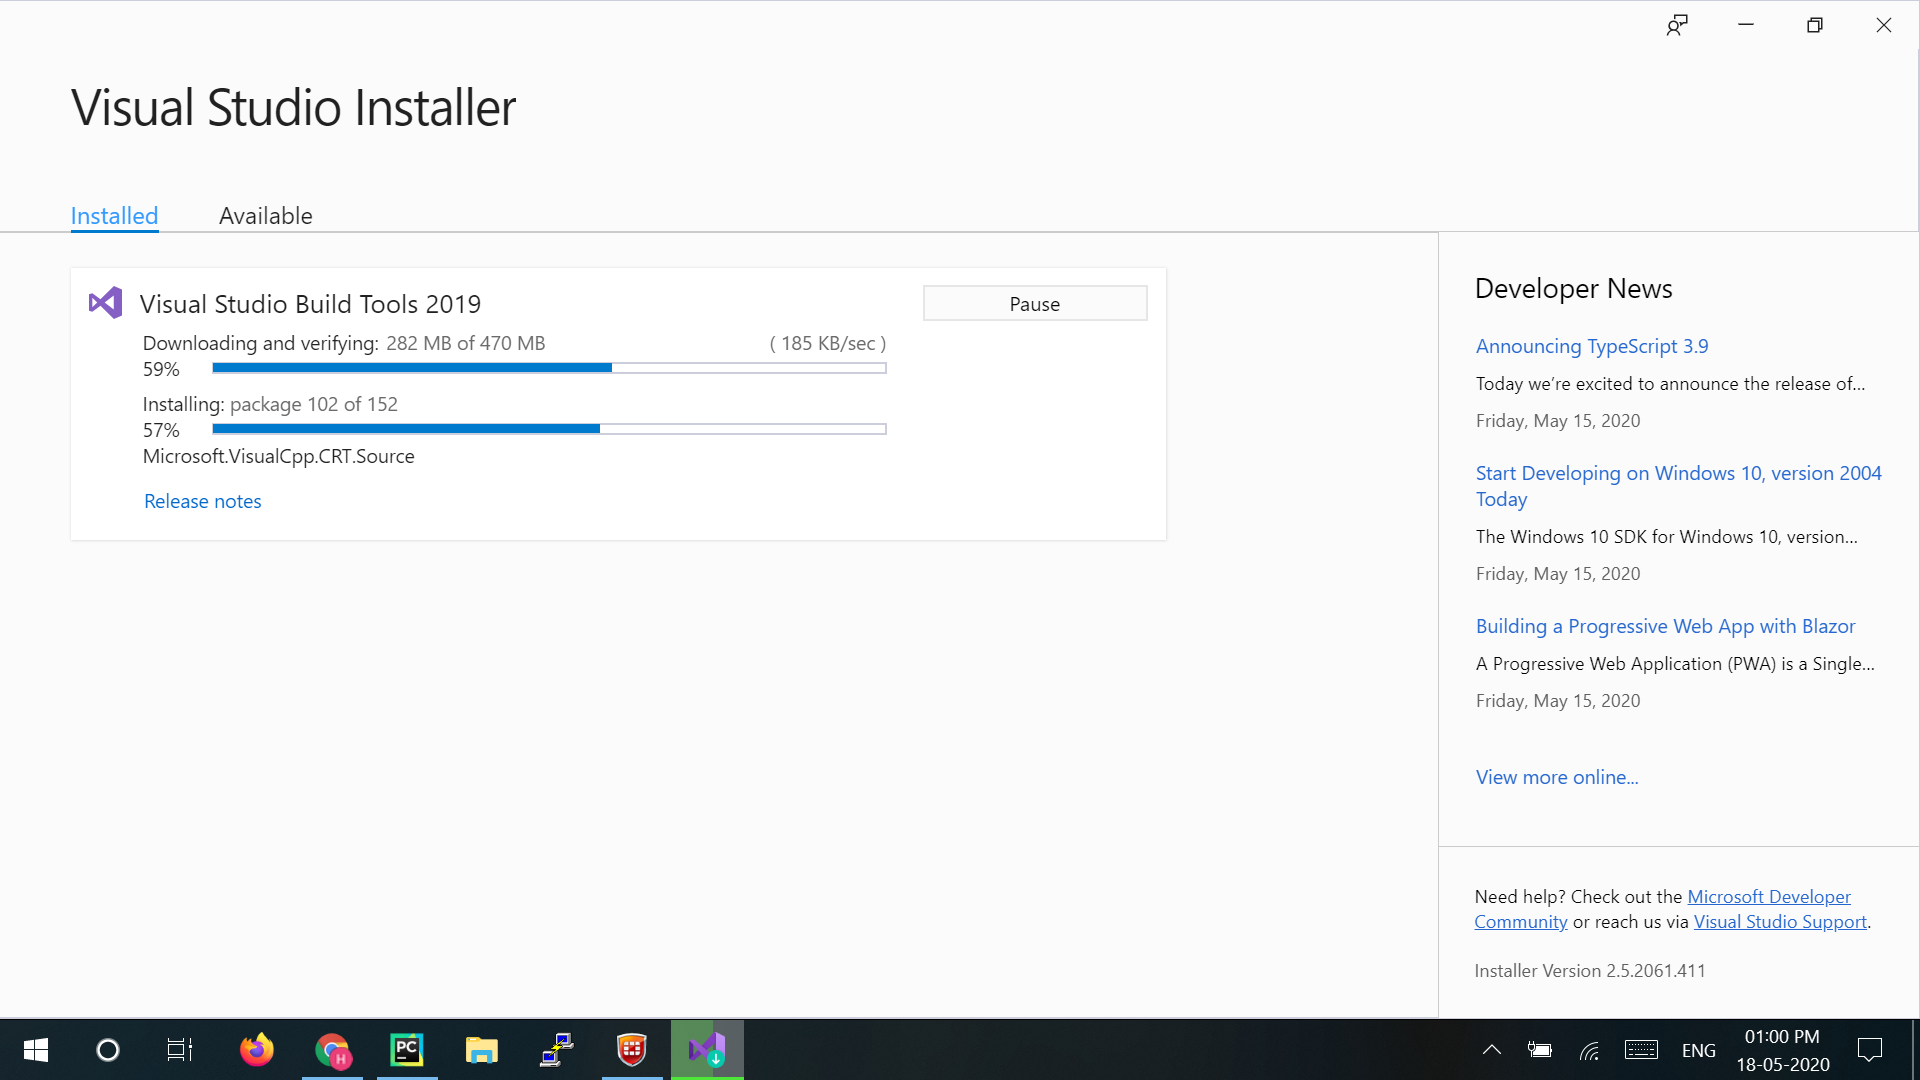 Visual Studio Installer
Installed
Available
Visual Studio Build Tools 2019
Pause
Downloading and verifying: 282 MB of 470 MB
( 185 KB/sec )
59%
Installing: package 102 of 152
57%
Microsoft.VisualCpp.CRT.Source
Release notes
Developer News
Announcing TypeScript 3.9
Today we're excited to announce the release of...
Friday, May 15, 2020
Start Developing on Windows 10, version 2004
Today
The Windows 10 SDK for Windows 10, version...
Friday, May 15, 2020
Building a Progressive Web App with Blazor
A Progressive Web Application (PWA) is a Single...
Friday, May 15, 2020
View more online...
Need help? Check out the Microsoft Developer
Community or reach us via Visual Studio Support.
Installer Version 2.5.2061.411
H
PC
ENG
01:00 PM
18-05-2020